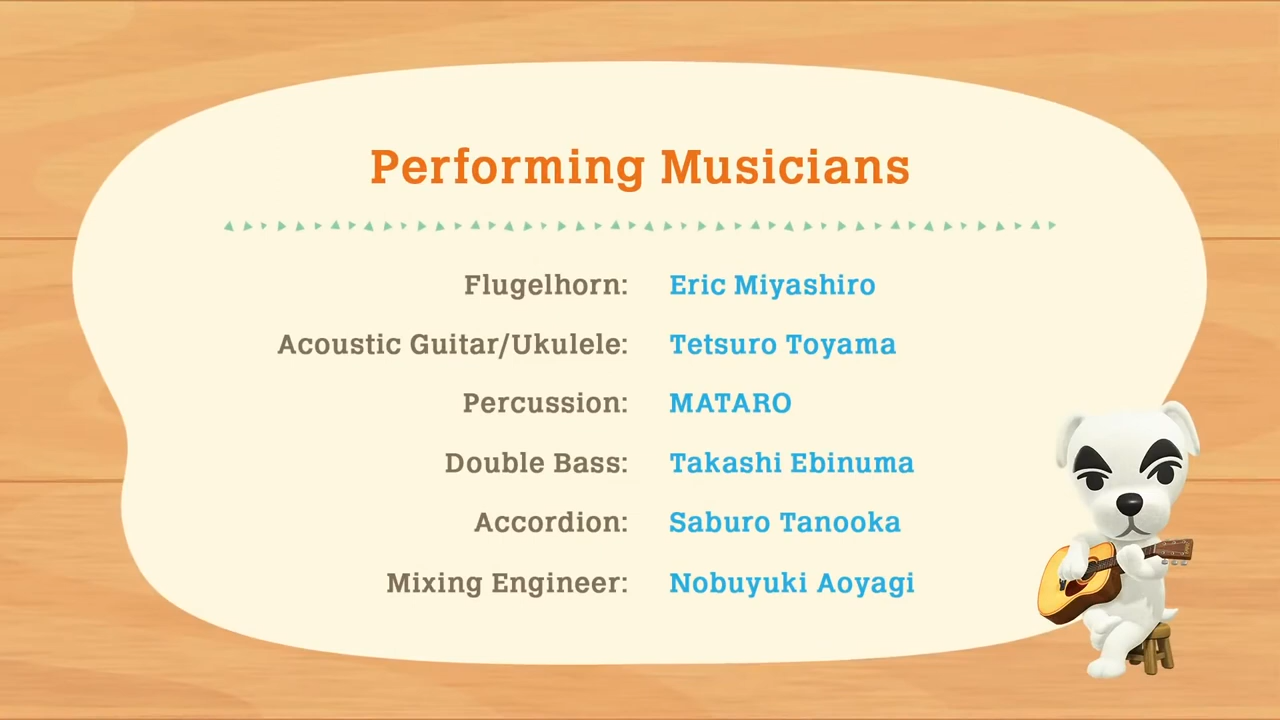 Performing Musicians
Flugelhorn: Eric Miyashiro
Acoustic Guitar/Ukulele: Tetsuro Toyama
Percussion: MATARO
Double Bass: Takashi Ebinuma
Accordion: Saburo Tanooka
Mixing Engineer: Nobuyuki Aoyagi